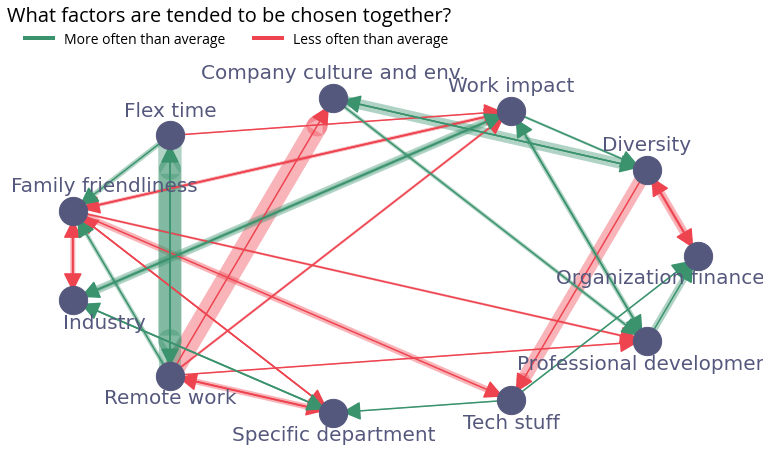 What factors are tended to be chosen together?
More often than average
Less often than average
Company culture and env.
Work impact
Flex time
Diversity
Family friendliness
Organization finance
Industry
Professional developmer
Remote work
Tech stuff
Specific department